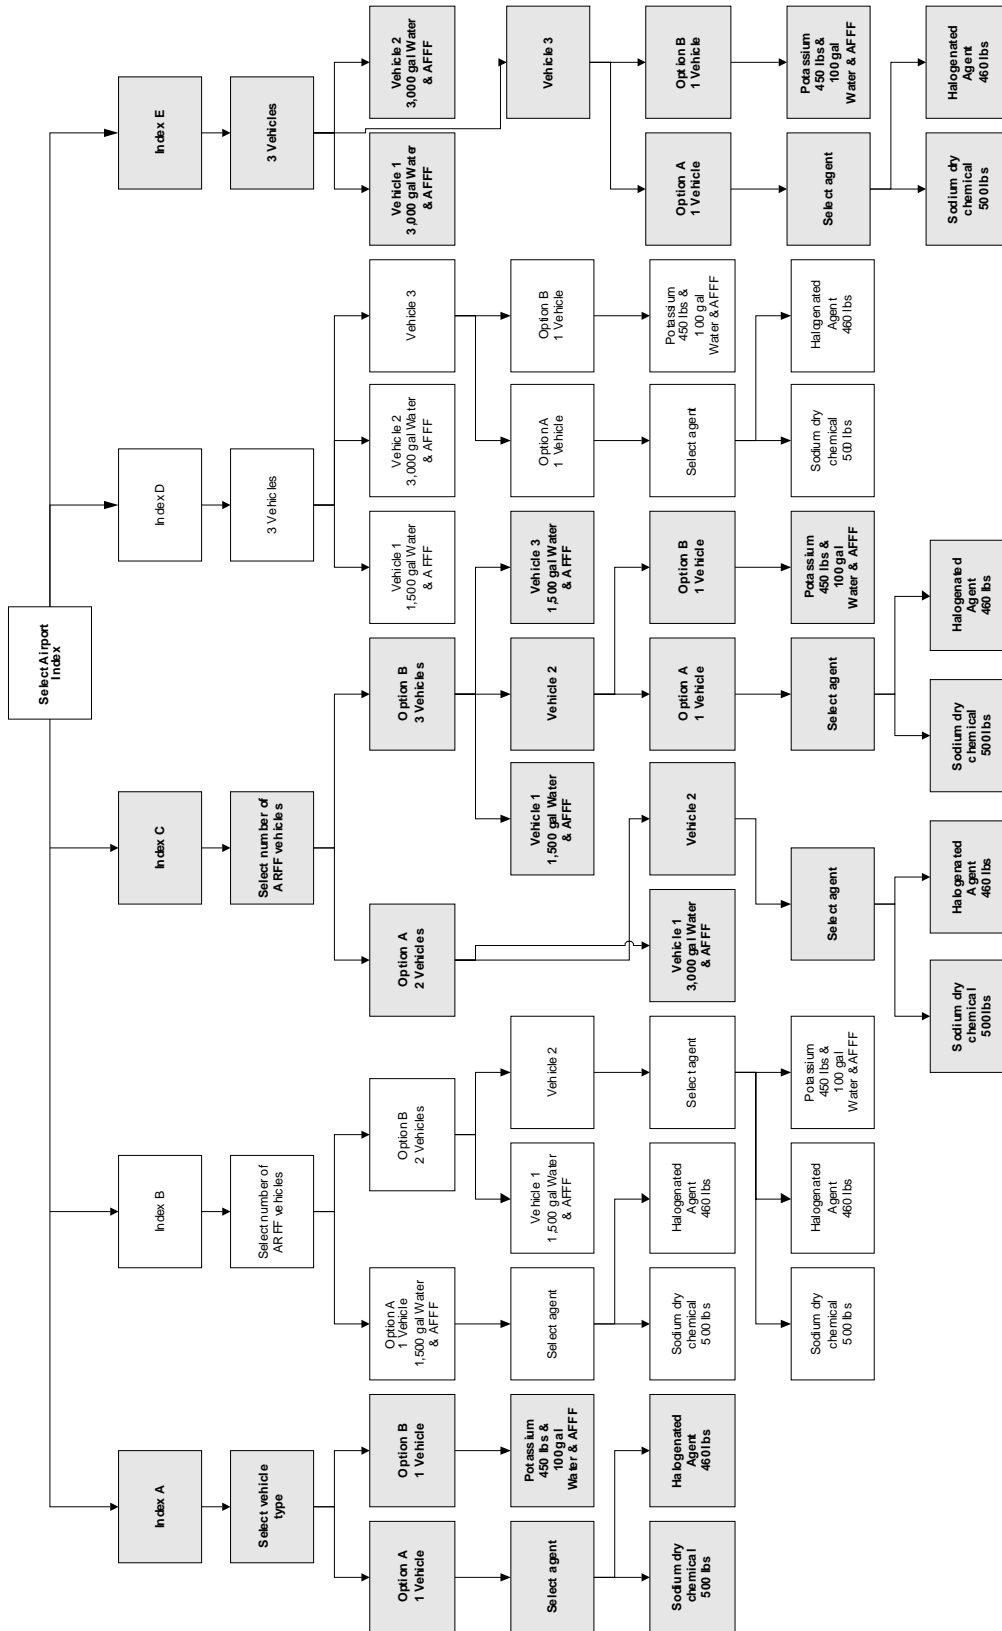 Select Airport
Index
Index A
Select vehicle
type
Option A
1 Vehicle
Select agent
Sodium dry
chemical
500 lbs
Halogenated
Agent
460 lbs
Option B
1 Vehicle
Potassium
450 lbs &
100 gal
Water & AFFF
Index B
Select number of
ARFF vehicles
Option A
1 Vehicle
1,500 gal Water
& AFFF
Select agent
Sodium dry
chemical
500 lbs
Halogenated
Agent
460 lbs
Option B
2 Vehicles
Vehicle 1
1,500 gal Water
& AFFF
Vehicle 2
Select agent
Sodium dry
chemical
500 lbs
Halogenated
Agent
460 lbs
Potassium
450 lbs &
100 gal
Water & AFFF
Index C
Select number of
ARFF vehicles
Option A
2 Vehicles
Vehicle 1
3,000 gal Water
& AFFF
Vehicle 2
Select agent
Sodium dry
chemical
500 lbs
Halogenated
Agent
460 lbs
Option B
3 Vehicles
Vehicle 1
1,500 gal Water
& AFFF
Vehicle 2
Option A
1 Vehicle
Select agent
Sodium dry
chemical
500 lbs
Halogenated
Agent
460 lbs
Option B
1 Vehicle
Potassium
450 lbs &
100 gal
Water & AFFF
Vehicle 3
1,500 gal Water
& AFFF
Index D
3 Vehicles
Vehicle 1
1,500 gal Water
& AFFF
Vehicle 2
3,000 gal Water
& AFFF
Vehicle 3
Option A
1 Vehicle
Select agent
Sodium dry
chemical
500 lbs
Halogenated
Agent
460 lbs
Option B
1 Vehicle
Potassium
450 lbs &
100 gal
Water & AFFF
Index E
3 Vehicles
Vehicle 1
3,000 gal Water
& AFFF
Vehicle 2
3,000 gal Water
& AFFF
Vehicle 3
Option A
1 Vehicle
Select agent
Sodium dry
chemical
500 lbs
Halogenated
Agent
460 lbs
Option B
1 Vehicle
Potassium
450 lbs &
100 gal
Water & AFFF